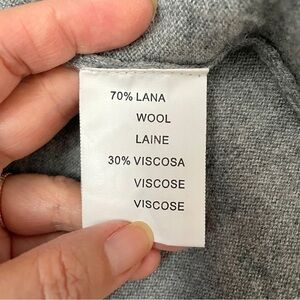 70% LANA
WOOL
LAINE
30% VISCOSA
VISCOSE
VISCOSE